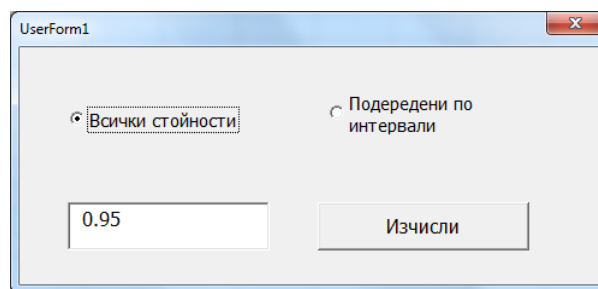 UserForm1
Всички стойности
Подередени по
интервали
0.95
Изчисли